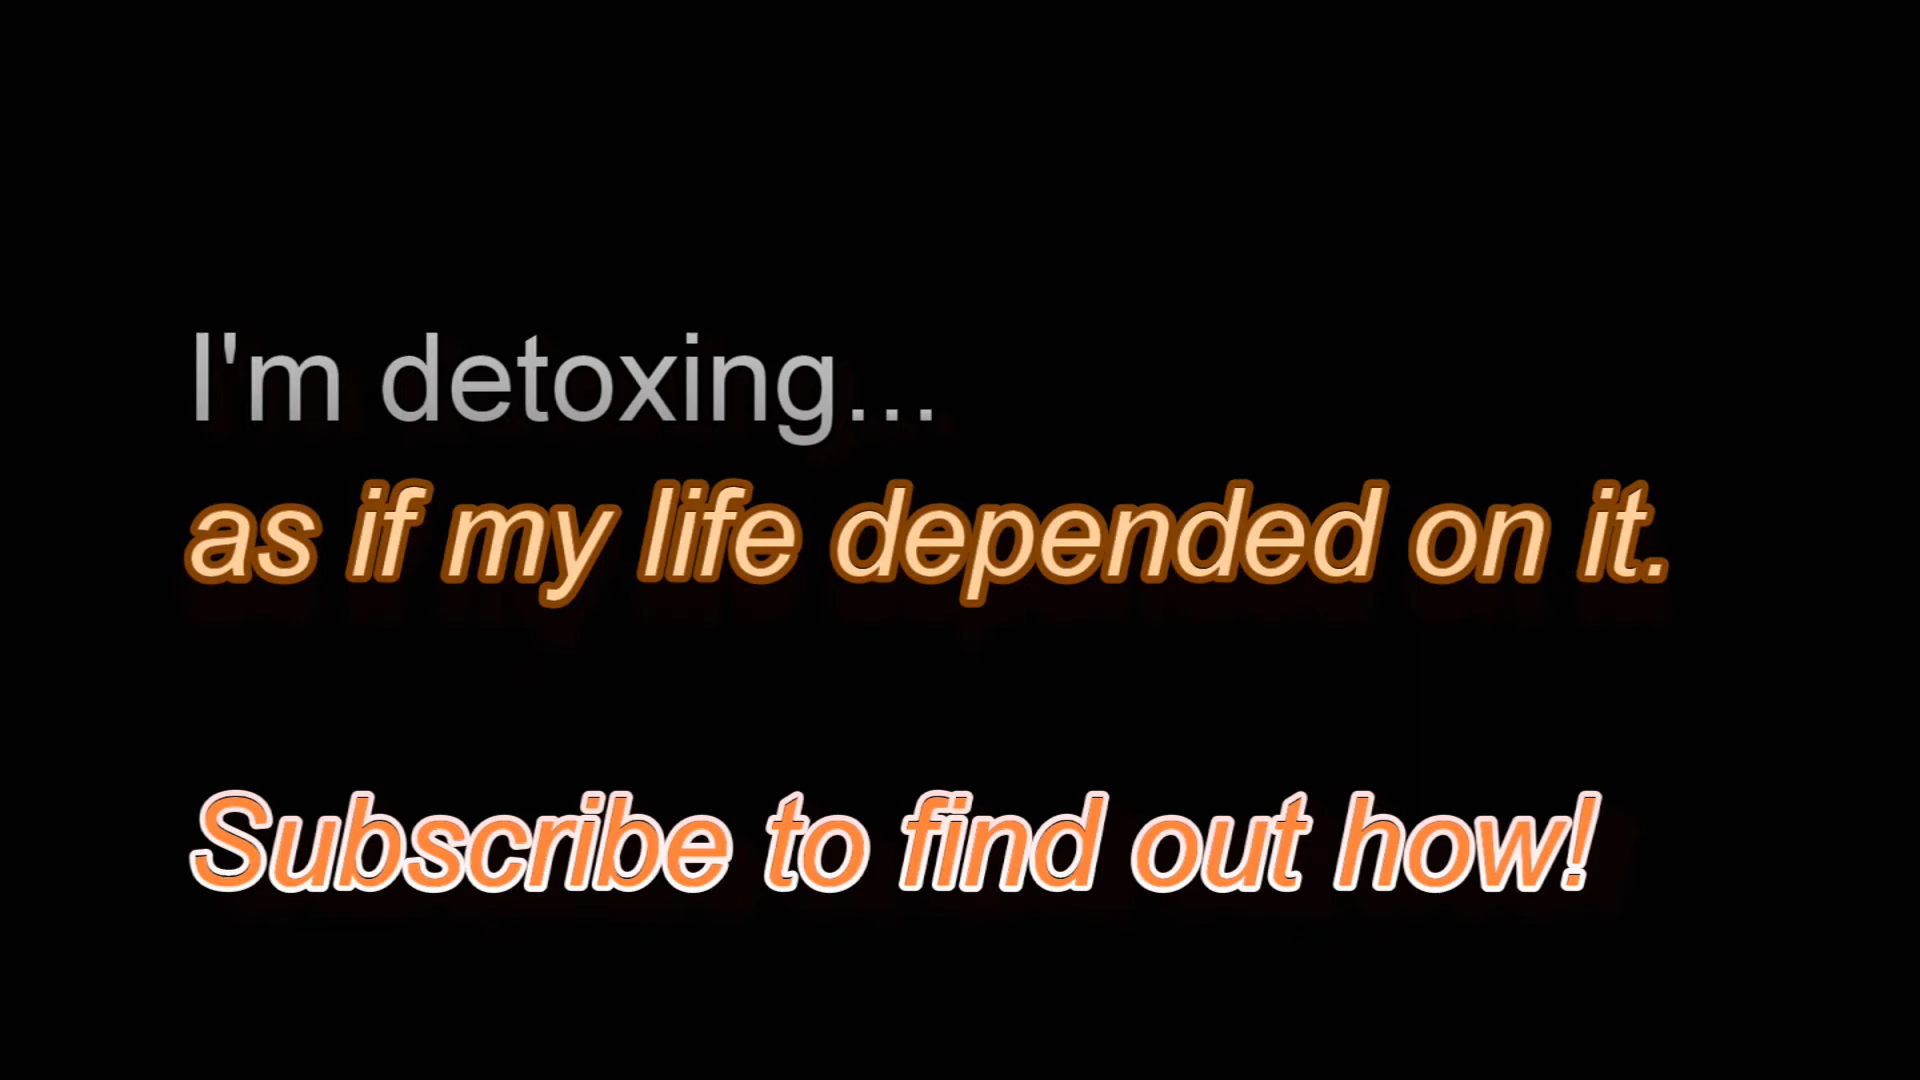 I'm detoxing...
as if my life depended on it.
Subscribe to find out how!